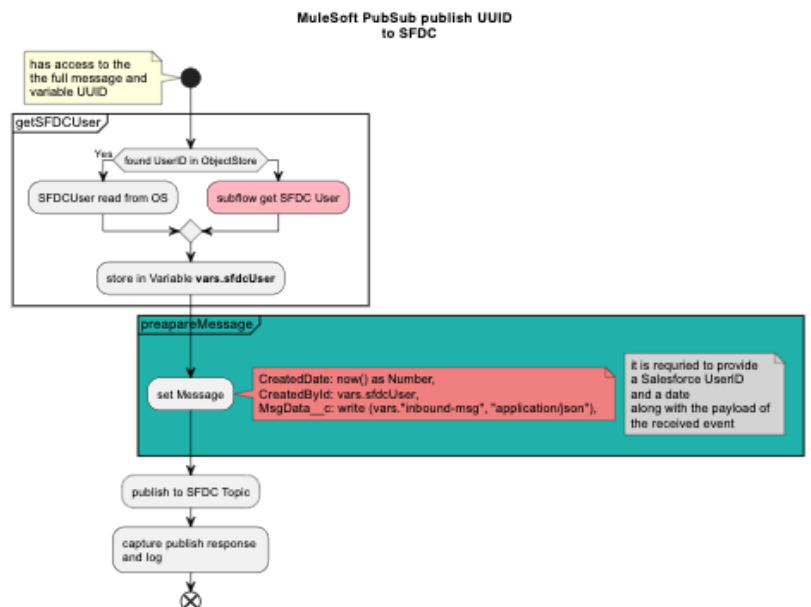 MuleSoft PubSub publish UUID
to SFDC
has access to the
the full message and
variable UUID
getSFDCUser
Yes
found UserID in ObjectStore
SFDCUser read from OS
subflow get SFDC User
store in Variable vars.sfdcUser
preapareMessage
set Message
CreatedDate: now() as Number,
CreatedById: vars.sfdcUser,
MsgData__c: write (vars."inbound-msg", "application/json"),
it is requried to provide
a Salesforce UserID
and a date
along with the payload of
the received event
publish to SFDC Topic
capture publish response
and log